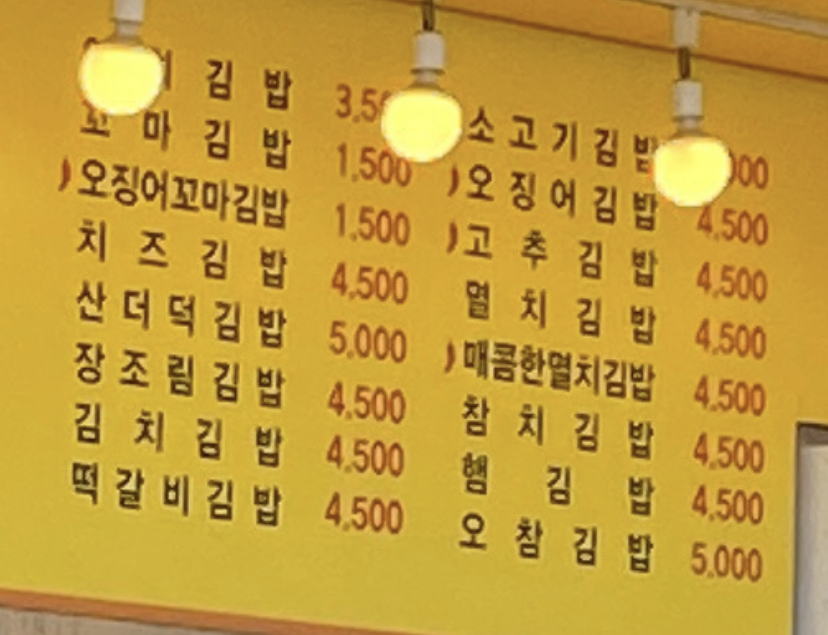 김밥
꼬마김밥 1,500
오징어꼬마김밥 1,500
치즈김밥 4,500
산더덕김밥 5,000
장조림김밥 4,500
김치김밥 4,500
떡갈비김밥 4,500
소고기김밥
오징어김밥 4,500
고추김밥 4,500
멸치김밥 4,500
매콤한멸치김밥 4,500
참치김밥 4,500
햄김밥 4,500
오참김밥 5,000